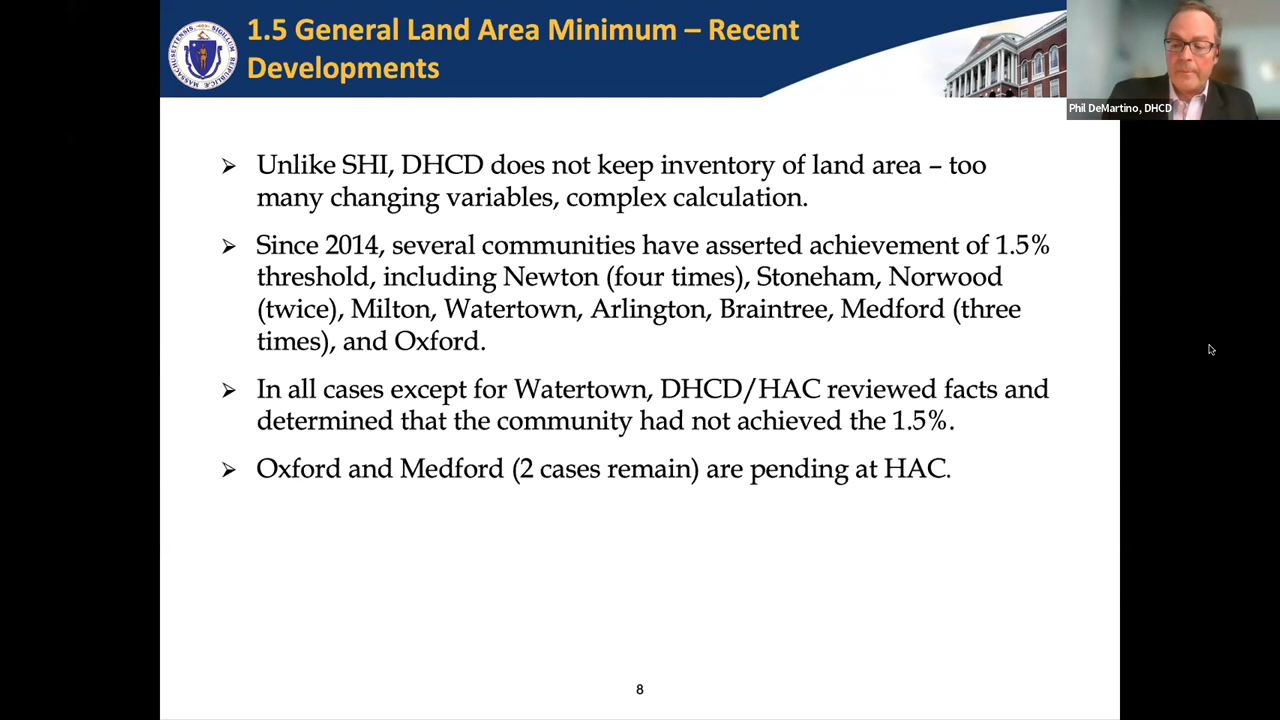 1.5 General Land Area Minimum – Recent
Developments
Phil DeMartino, DHCD
➢ Unlike SHI, DHCD does not keep inventory of land area – too
many changing variables, complex calculation.
➢ Since 2014, several communities have asserted achievement of 1.5%
threshold, including Newton (four times), Stoneham, Norwood
(twice), Milton, Watertown, Arlington, Braintree, Medford (three
times), and Oxford.
➢ In all cases except for Watertown, DHCD/HAC reviewed facts and
determined that the community had not achieved the 1.5%.
➢ Oxford and Medford (2 cases remain) are pending at HAC.
8